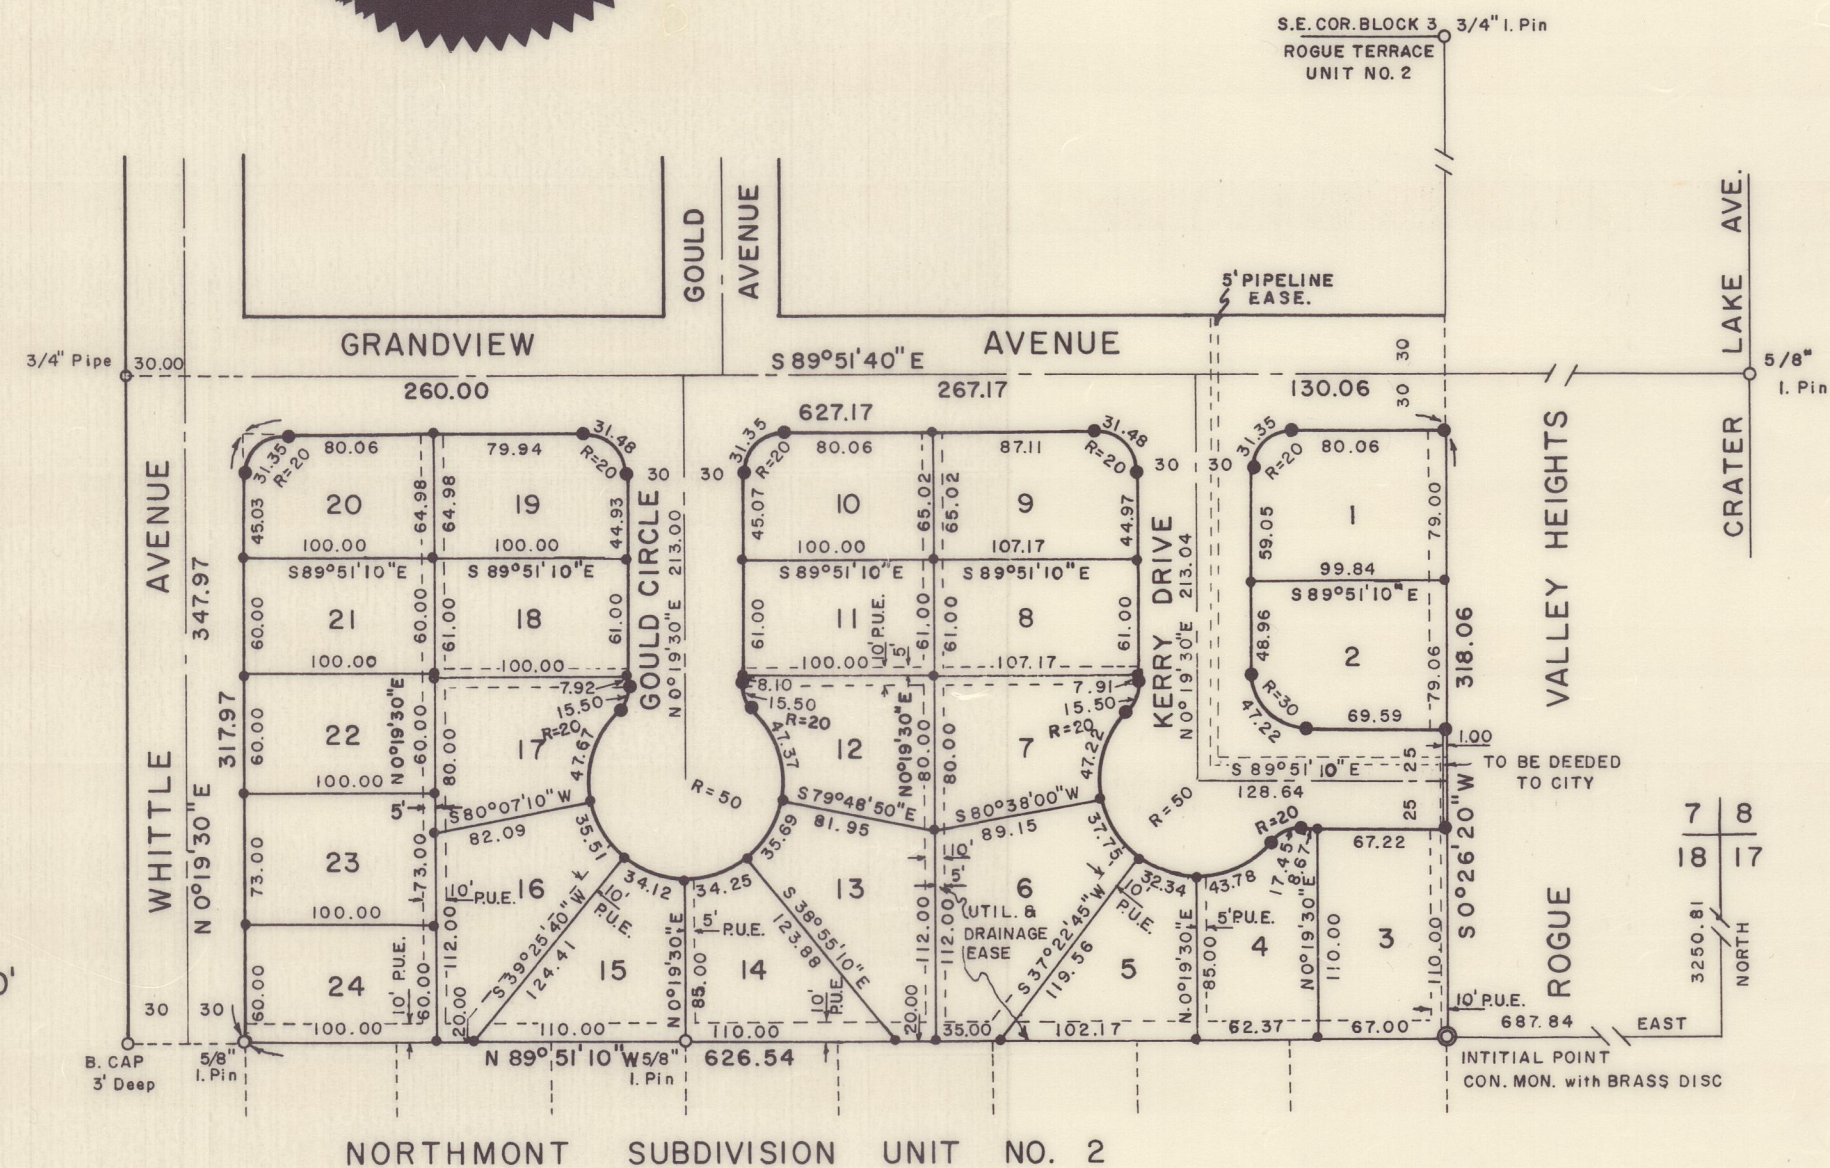 S.E. COR. BLOCK 3 3/4" I. Pin
ROGUE TERRACE
UNIT NO. 2
GOULD AVENUE
5' PIPELINE
EASE.
GRANDVIEW AVENUE
S 89°51'40" E
3/4" Pipe 30.00
260.00 267.17 130.06
30
30
627.17
CRATER LAKE AVE.
5/8"
I. Pin
31.35 R=20 80.06 79.94 31.48 R=20
30 30
31.35 R=20 80.06 87.11 31.48 R=20
30 30
31.35 R=20 80.06
45.03 20 64.98 64.98 19 44.93
45.07 10 65.02 65.02 9 44.97
59.05 1 79.00
100.00 100.00 100.00 107.17 99.84
S 89°51'10" E S 89°51'10" E S 89°51'10" E S 89°51'10" E S 89°51'10" E
60.00 21 60.00 61.00 18 61.00
61.00 11 10' P.U.E. 5' 61.00 61.00 8 61.00
48.96 2 79.06
100.00 100.00 100.00 107.17
WHITTLE AVENUE
347.97
317.97
N 0°19'30" E
GOULD CIRCLE
N 0°19'30" E 213.00
KERRY DRIVE
N 0°19'30" E 213.04
VALLEY HEIGHTS
318.06
7.92 15.50 R=20 47.67
8.10 15.50 R=20 47.37
7.91 15.50 R=20 47.22
R=30 47.22 69.59
60.00 22 N 0°19'30" E 60.00 80.00 17
12 N 0°19'30" E 80.00 80.00 7
100.00
1.00
TO BE DEEDED
TO CITY
S 89°51'10" E 25
128.64
25
R=50 R=50
5'
S 80°07'10" W
82.09
S 79°48'50" E
81.95
S 80°38'00" W
89.15
R=20
67.22
73.00 23 73.00
35.51 34.12 34.25 35.69
37.75 32.34 43.78 17.45 8.67
10' P.U.E. 16
S 39°25'40" W
124.41
10' P.U.E.
5' P.U.E.
S 38°55'10" E
123.88
13
10'
5'
6
UTIL. &
DRAINAGE
EASE
S 37°22'45" W
119.56
10' P.U.E.
5' P.U.E.
100.00
60.00 24 10' P.U.E. 60.00
112.00 20.00
15 N 0°19'30" E 85.00 14
10' P.U.E.
20.00 112.00 112.00
5 N 0°19'30" E 85.00 4 N 0°19'30" E 110.00 3 110.00
S 0°26'20" W
ROGUE
7 8
18 17
3250.81
NORTH
30 30
100.00 110.00 110.00 35.00 102.17 62.37 67.00
10' P.U.E.
687.84 EAST
0'
B. CAP
3' Deep
5/8"
I. Pin
N 89°51'10" W 626.54
5/8"
I. Pin
INTITIAL POINT
CON. MON. with BRASS DISC
NORTHMONT SUBDIVISION UNIT NO. 2